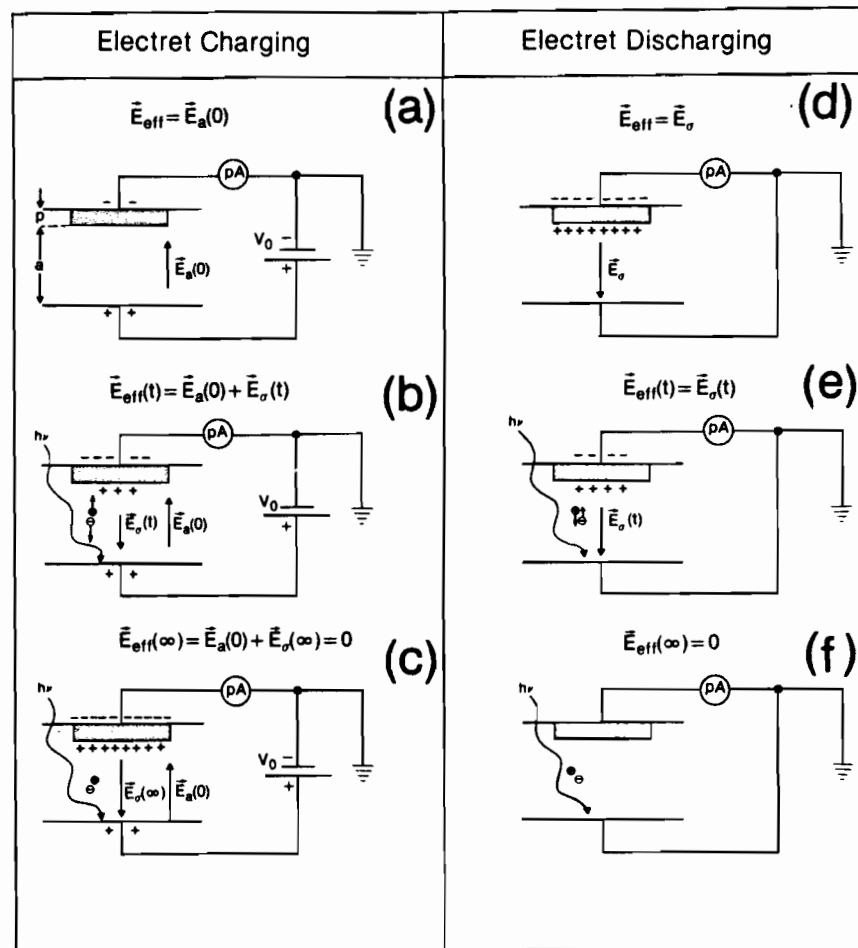 Electret Charging
Electret Discharging
(a)
E⃗eff = E⃗a(0)
pA
- -
p
a
V0
-
+
E⃗a(0)
+ +
(b)
E⃗eff(t) = E⃗a(0) + E⃗σ(t)
hν
pA
- - - - -
+ + +
⊖
E⃗σ(t)
E⃗a(0)
V0
+
+ +
(c)
E⃗eff(∞) = E⃗a(0) + E⃗σ(∞) = 0
hν
pA
- - - - - - - - -
+ + + + + + + +
⊖
E⃗σ(∞)
E⃗a(0)
V0
-
+
+ +
(d)
E⃗eff = E⃗σ
pA
- - - - - - -
+ + + + + + + +
E⃗σ
(e)
E⃗eff(t) = E⃗σ(t)
hν
pA
- - - -
+ + + +
⊖
E⃗σ(t)
(f)
E⃗eff(∞) = 0
hν
pA
⊖